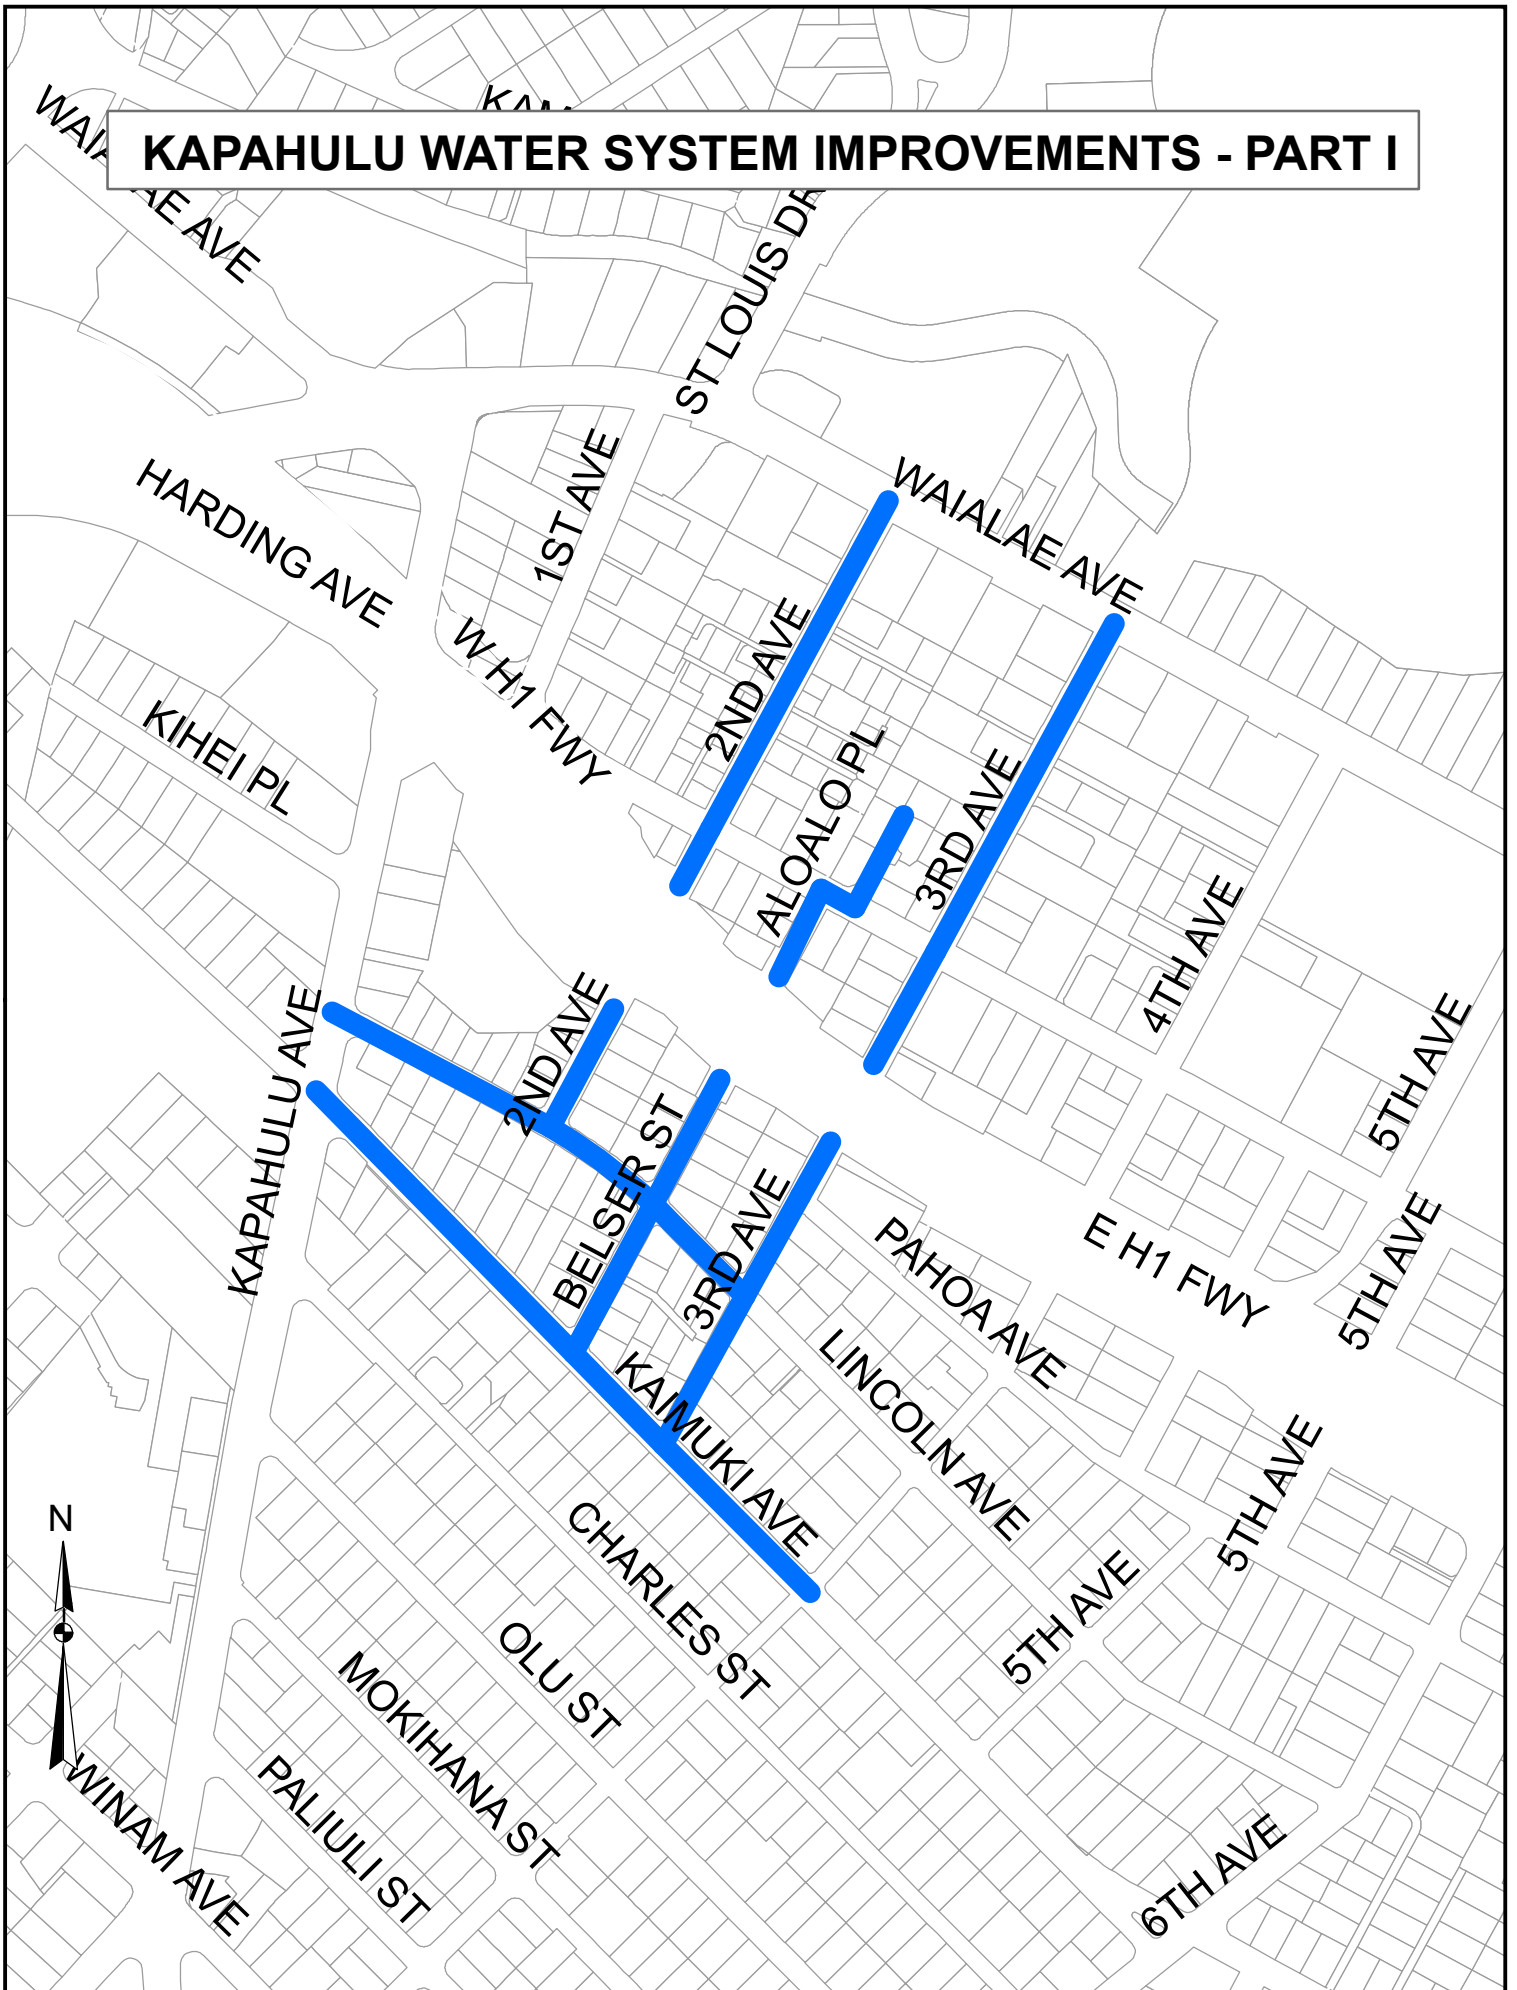 KAM
WAIALAE AVE
KAPAHULU WATER SYSTEM IMPROVEMENTS - PART I
ST LOUIS DR
HARDING AVE
1ST AVE
WAIALAE AVE
W H1 FWY
2ND AVE
KIHEI PL
ALOALO PL
3RD AVE
4TH AVE
5TH AVE
KAPAHULU AVE
2ND AVE
BELSER ST
3RD AVE
PAHOA AVE
E H1 FWY
5TH AVE
LINCOLN AVE
KAIMUKI AVE
5TH AVE
N
CHARLES ST
5TH AVE
OLU ST
MOKIHANA ST
PALIULI ST
WINAM AVE
6TH AVE